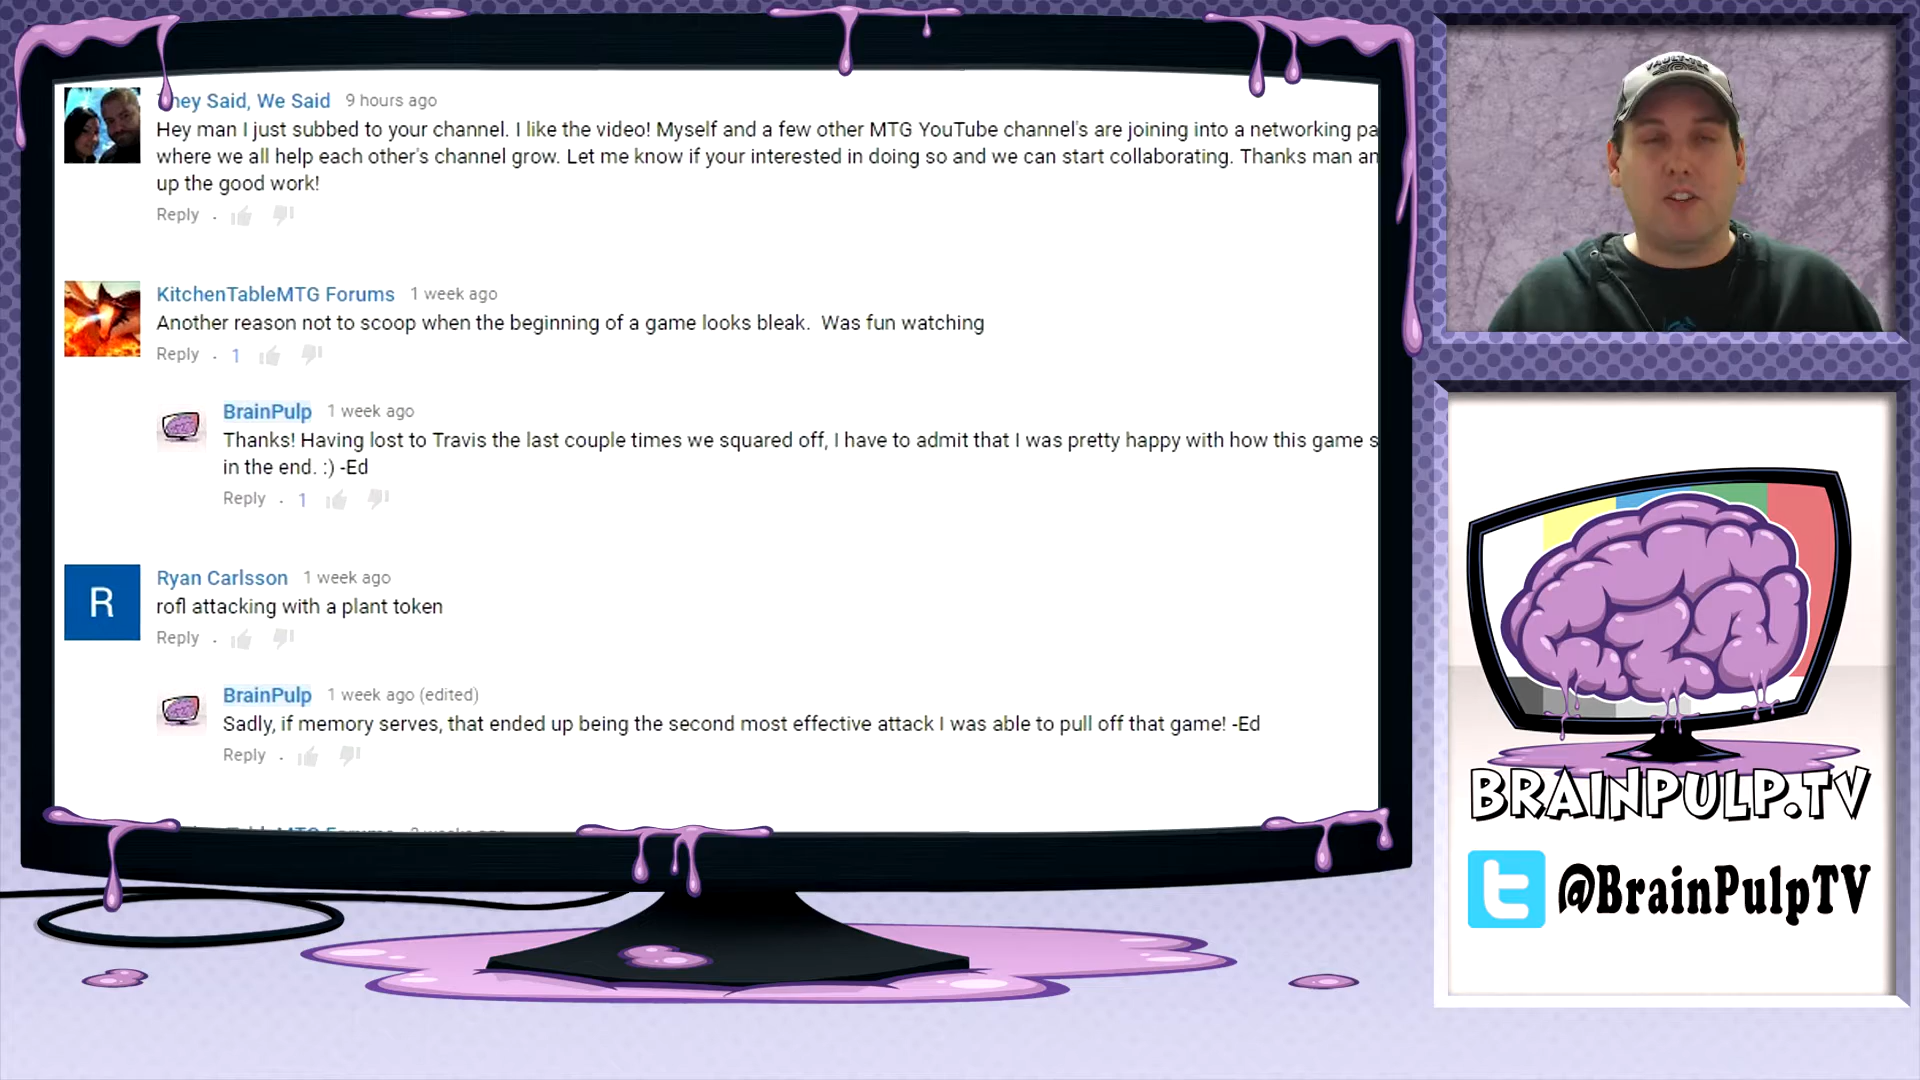 They Said, We Said 9 hours ago
Hey man I just subbed to your channel. I like the video! Myself and a few other MTG YouTube channel's are joining into a networking pa
where we all help each other's channel grow. Let me know if your interested in doing so and we can start collaborating. Thanks man an
up the good work!
Reply .
KitchenTableMTG Forums 1 week ago
Another reason not to scoop when the beginning of a game looks bleak. Was fun watching
Reply . 1
BrainPulp 1 week ago
Thanks! Having lost to Travis the last couple times we squared off, I have to admit that I was pretty happy with how this game s
in the end. :) -Ed
Reply . 1
R
Ryan Carlsson 1 week ago
rofl attacking with a plant token
Reply .
BrainPulp 1 week ago (edited)
Sadly, if memory serves, that ended up being the second most effective attack I was able to pull off that game! -Ed
Reply .
VAULT-TEC
BRAINPULP.TV
@BrainPulpTV